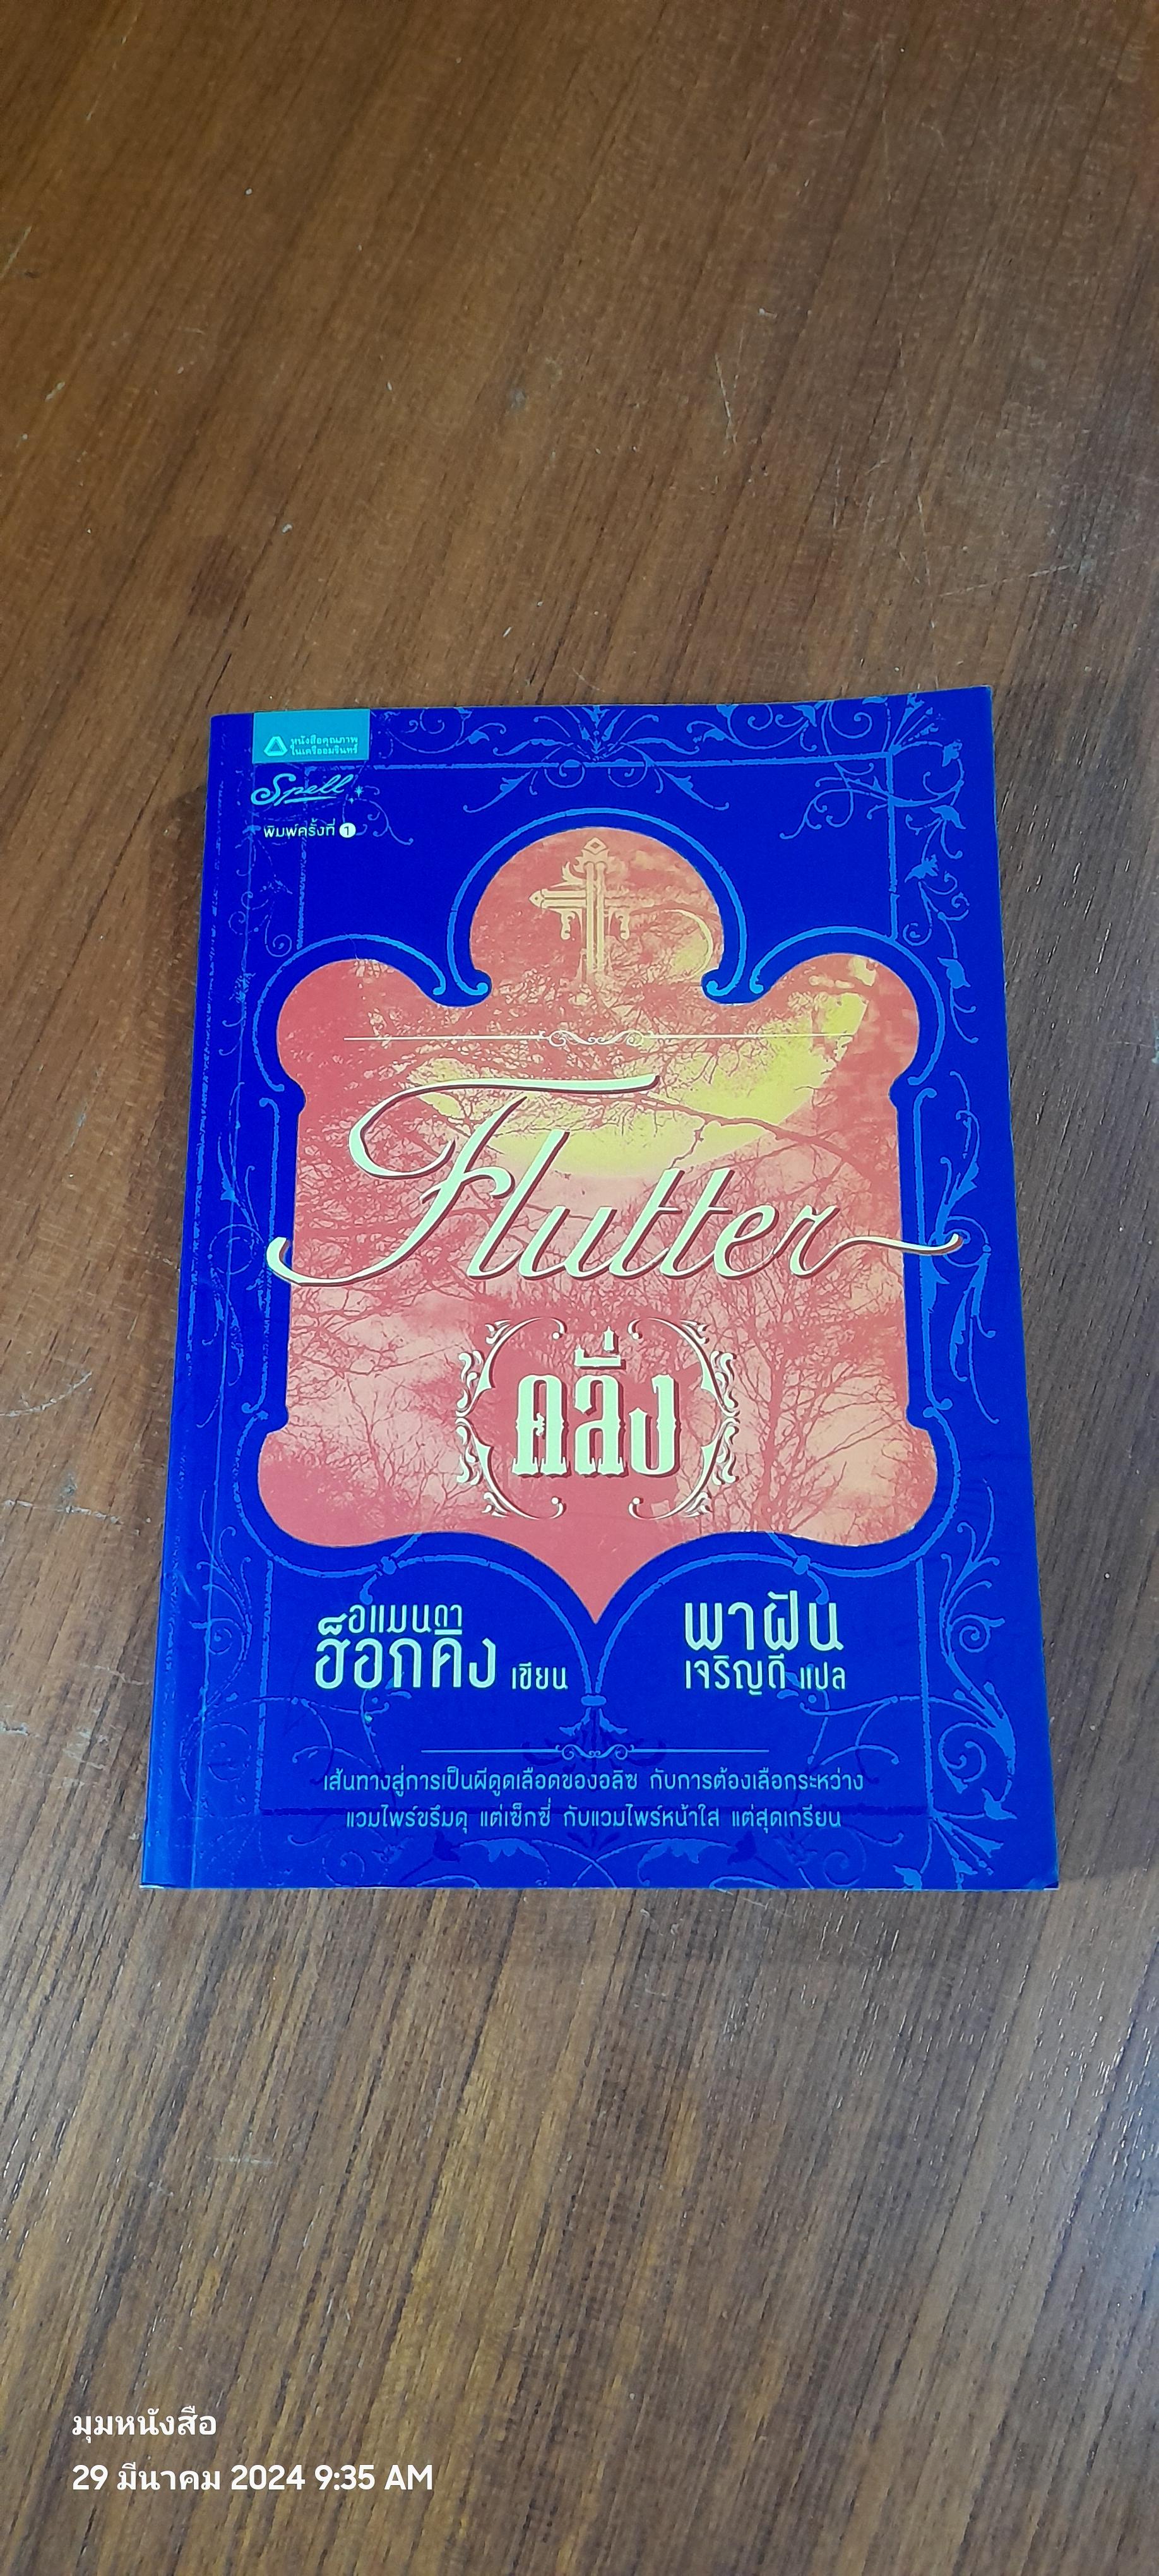 หนังสือคุณภาพ
ในเครืออมรินทร์
Spell
พิมพ์ครั้งที่ 1
Flutter
คลั่ง
อแมนดา
ฮ็อกคิง เขียน
พาฝัน
เจริญดี แปล
เส้นทางสู่การเป็นผีดูดเลือดของอลิซ กับการต้องเลือกระหว่าง
แวมไพร์ขรึมดุ แต่เซ็กซี่ กับแวมไพร์หน้าใส แต่สุดเกรียน
มุมหนังสือ
29 มีนาคม 2024 9:35 AM